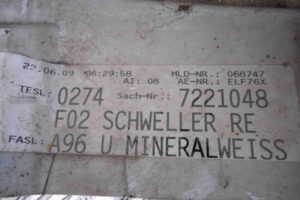 22.06.09 06:29:58 MLD-NR.: 068747
AI: 08 AE-NR.: ELF76X
TESL: 0274 Sach-Nr.: 7221048
F02 SCHWELLER RE
FASL: A96 U MINERALWEISS